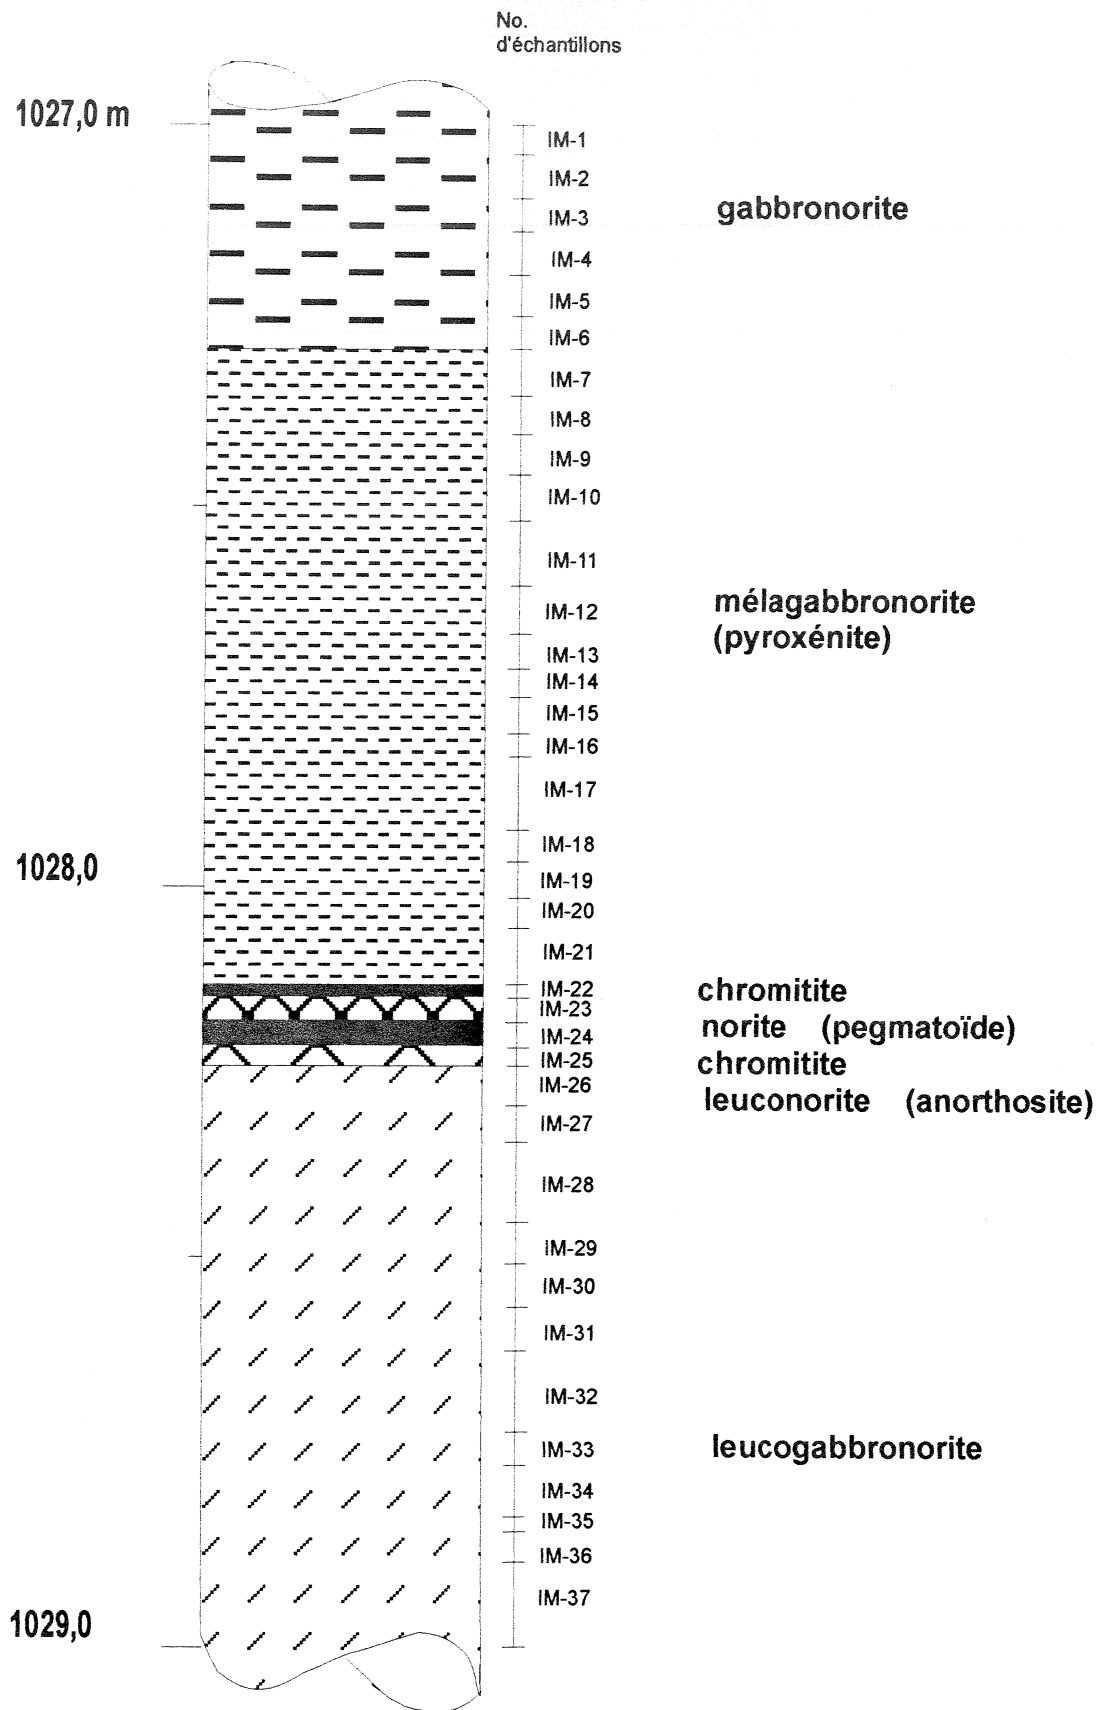 No.
d'échantillons
1027,0 m
IM-1
IM-2
gabbronorite
IM-3
IM-4
IM-5
IM-6
IM-7
IM-8
IM-9
IM-10
IM-11
mélagabbronorite
IM-12
(pyroxénite)
IM-13
IM-14
IM-15
IM-16
IM-17
IM-18
1028,0
IM-19
IM-20
IM-21
IM-22
chromitite
IM-23
norite (pegmatoïde)
IM-24
chromitite
IM-25
IM-26
leuconorite (anorthosite)
IM-27
IM-28
IM-29
IM-30
IM-31
IM-32
IM-33
leucogabbronorite
IM-34
IM-35
IM-36
IM-37
1029,0